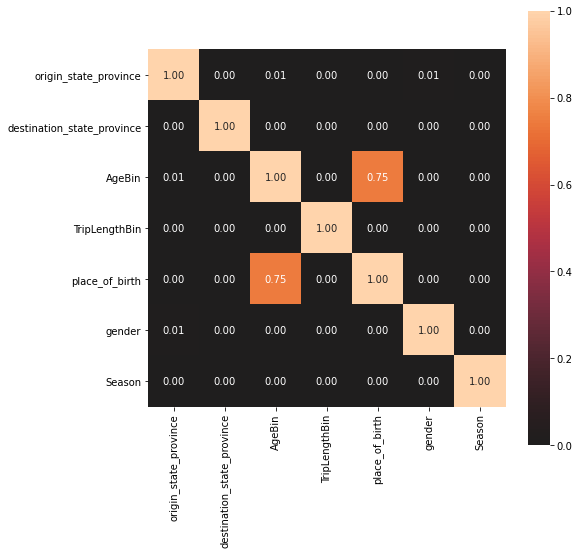 origin_state_province 1.00 0.00 0.01 0.00 0.00 0.01 0.00
destination_state_province 0.00 1.00 0.00 0.00 0.00 0.00 0.00
AgeBin 0.01 0.00 1.00 0.00 0.75 0.00 0.00
TripLengthBin 0.00 0.00 0.00 1.00 0.00 0.00 0.00
place_of_birth 0.00 0.00 0.75 0.00 1.00 0.00 0.00
gender 0.01 0.00 0.00 0.00 0.00 1.00 0.00
Season 0.00 0.00 0.00 0.00 0.00 0.00 1.00
origin_state_province
destination_state_province
AgeBin
TripLengthBin
place_of_birth
gender
Season
1.0
0.8
0.6
0.4
0.2
0.0